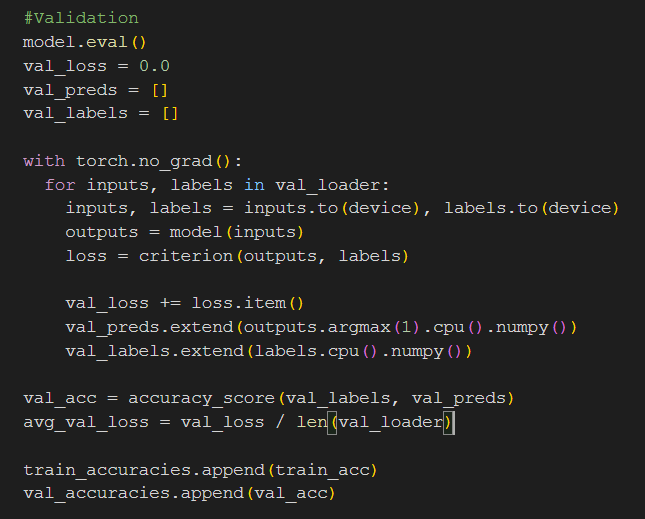 #Validation
model.eval()
val_loss = 0.0
val_preds = []
val_labels = []
with torch.no_grad():
  for inputs, labels in val_loader:
    inputs, labels = inputs.to(device), labels.to(device)
    outputs = model(inputs)
    loss = criterion(outputs, labels)
    val_loss += loss.item()
    val_preds.extend(outputs.argmax(1).cpu().numpy())
    val_labels.extend(labels.cpu().numpy())
val_acc = accuracy_score(val_labels, val_preds)
avg_val_loss = val_loss / len(val_loader)
train_accuracies.append(train_acc)
val_accuracies.append(val_acc)